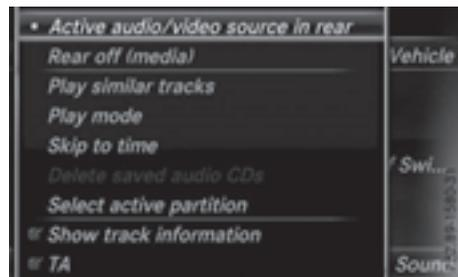 Active audio/video source in rear
Rear off (media)
Vehicle
Play similar tracks
Play mode
Skip to time
Swi...
Delete saved audio CDs
Select active partition
Show track information
TA
Sound